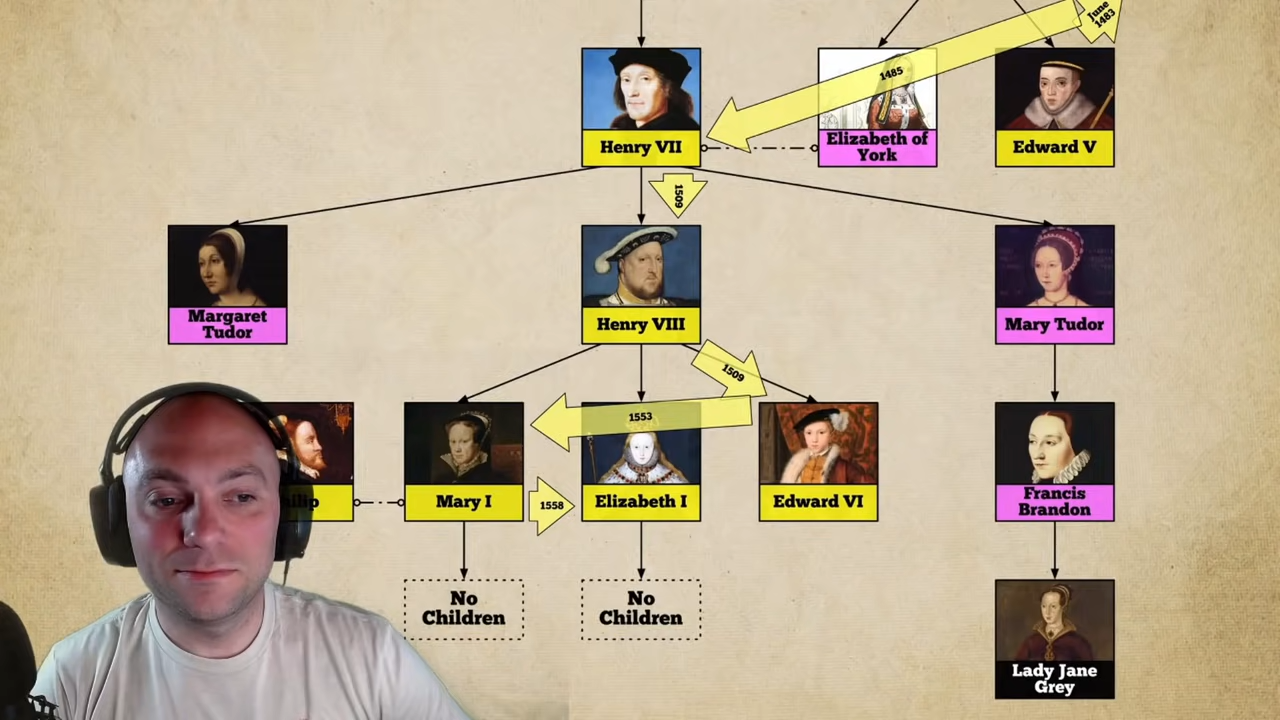 June
1483
1485
Henry VII
Elizabeth of
York
Edward V
1509
Margaret
Tudor
Henry VIII
Mary Tudor
1509
1553
Mary I
1558
Elizabeth I
Edward VI
Francis
Brandon
No
Children
No
Children
Lady Jane
Grey